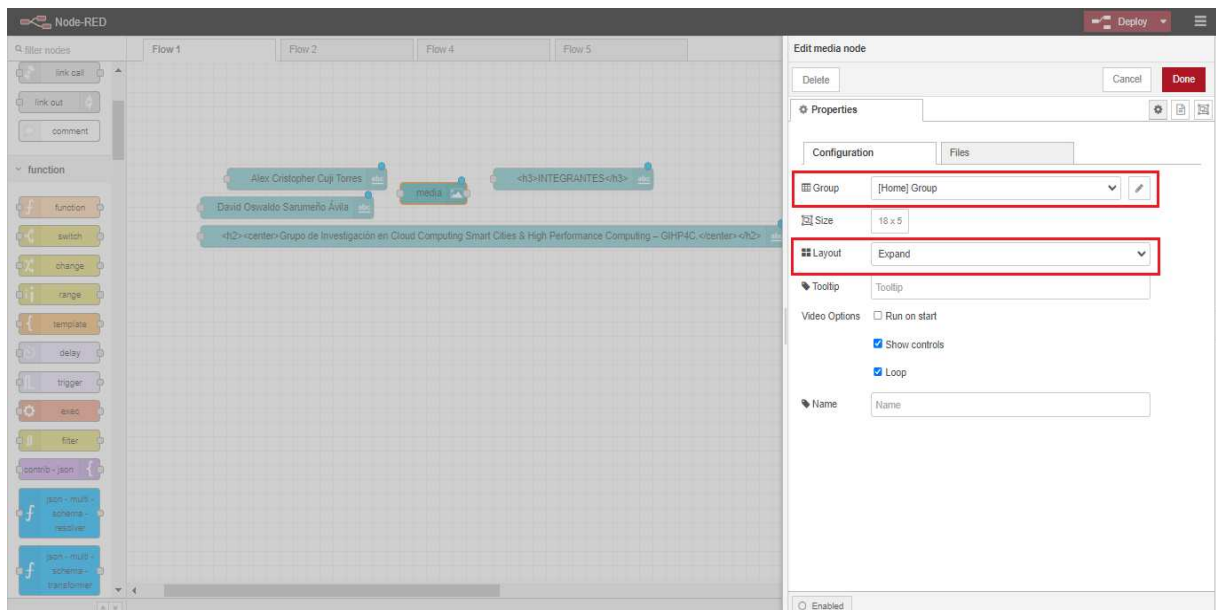 Node-RED
Deploy
filter nodes
Flow 1
Flow 2
Flow 4
Flow 5
link call
link out
comment
function
function
switch
change
range
template
delay
trigger
exec
filter
contrib - json
json - multi -
schema -
resolver
json - multi -
schema -
transformer
Alex Cristopher Cuji Torres
abc
media
<h3>INTEGRANTES</h3>
abc
David Oswaldo Sarumeño Ávila
abc
<h2><center>Grupo de Investigación en Cloud Computing Smart Cities & High Performance Computing – GIHP4C.</center></h2>
Edit media node
Delete
Cancel
Done
Properties
Configuration
Files
Group
[Home] Group
Size
18 x 5
Layout
Expand
Tooltip
Tooltip
Video Options
Run on start
Show controls
Loop
Name
Name
Enabled